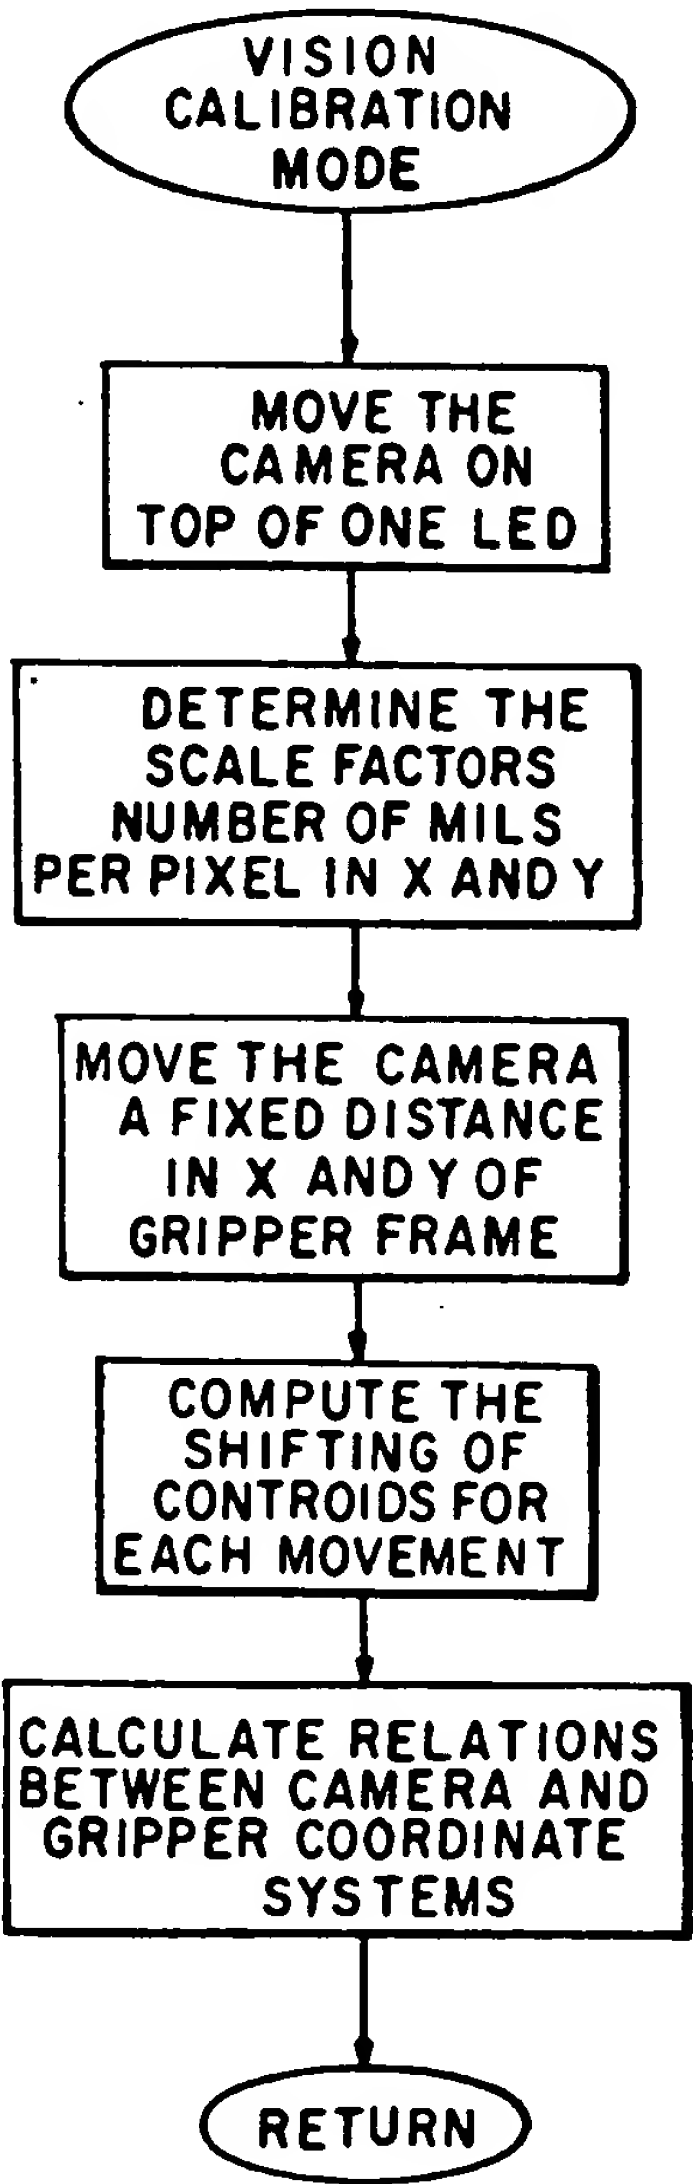 VISION
CALIBRATION
MODE
MOVE THE
CAMERA ON
TOP OF ONE LED
DETERMINE THE
SCALE FACTORS
NUMBER OF MILS
PER PIXEL IN X AND Y
MOVE THE CAMERA
A FIXED DISTANCE
IN X AND Y OF
GRIPPER FRAME
COMPUTE THE
SHIFTING OF
CONTROIDS FOR
EACH MOVEMENT
CALCULATE RELATIONS
BETWEEN CAMERA AND
GRIPPER COORDINATE
SYSTEMS
RETURN